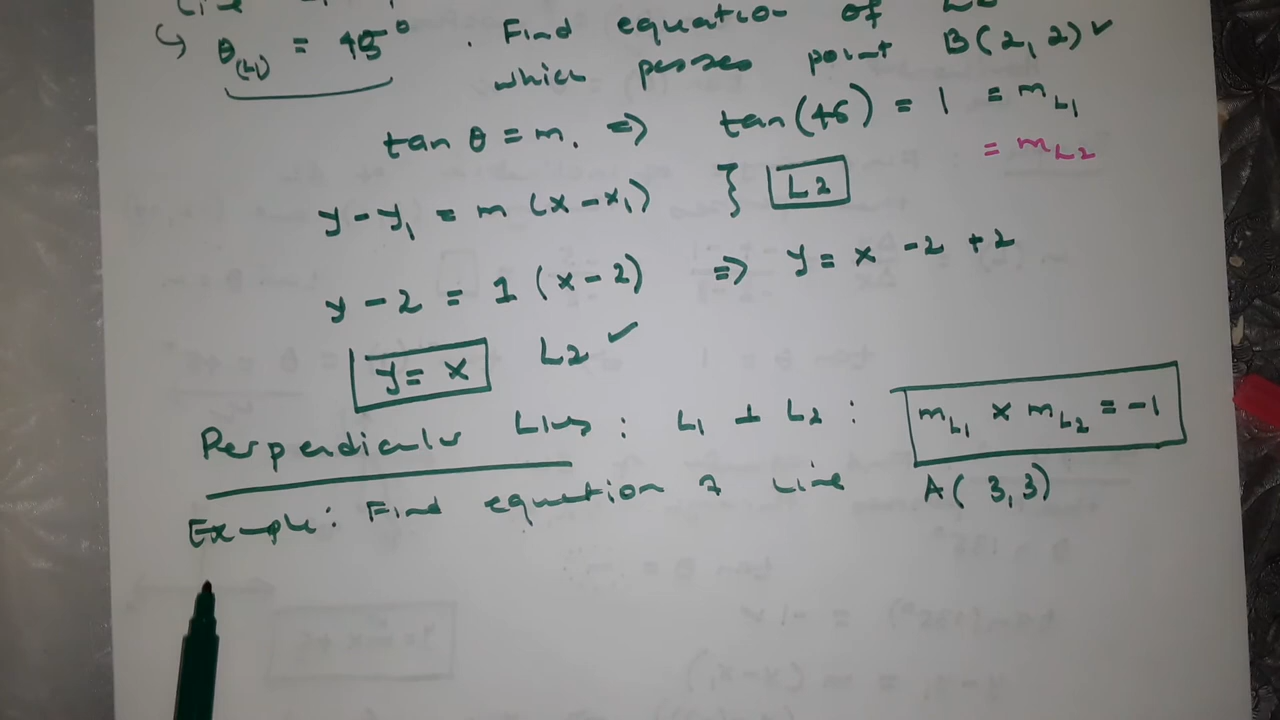 θ(L1) = 45° . Find equation of L2
which passes point B(2,2) ✓
tan θ = m. => tan(45) = 1 = mL1
= mL2
y - y1 = m (x - x1) } L2
y - 2 = 1 (x - 2) => y = x - 2 + 2
y = x L2 ✓
Perpendicular Lines : L1 ⊥ L2 : mL1 × mL2 = -1
Example: Find equation of Line A( 3,3)